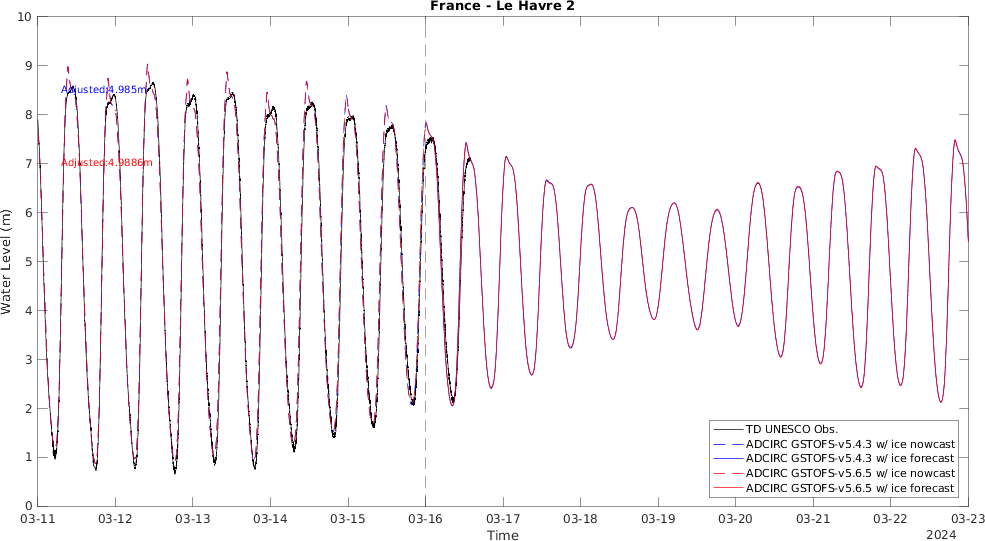 France - Le Havre 2
10
9
8
7
6
5
4
3
2
1
0
Water Level (m)
Adjusted:4.985m
Adjusted:4.9886m
TD UNESCO Obs.
ADCIRC GSTOFS-v5.4.3 w/ ice nowcast
ADCIRC GSTOFS-v5.4.3 w/ ice forecast
ADCIRC GSTOFS-v5.6.5 w/ ice nowcast
ADCIRC GSTOFS-v5.6.5 w/ ice forecast
03-11 03-12 03-13 03-14 03-15 03-16 03-17 03-18 03-19 03-20 03-21 03-22 03-23
Time
2024